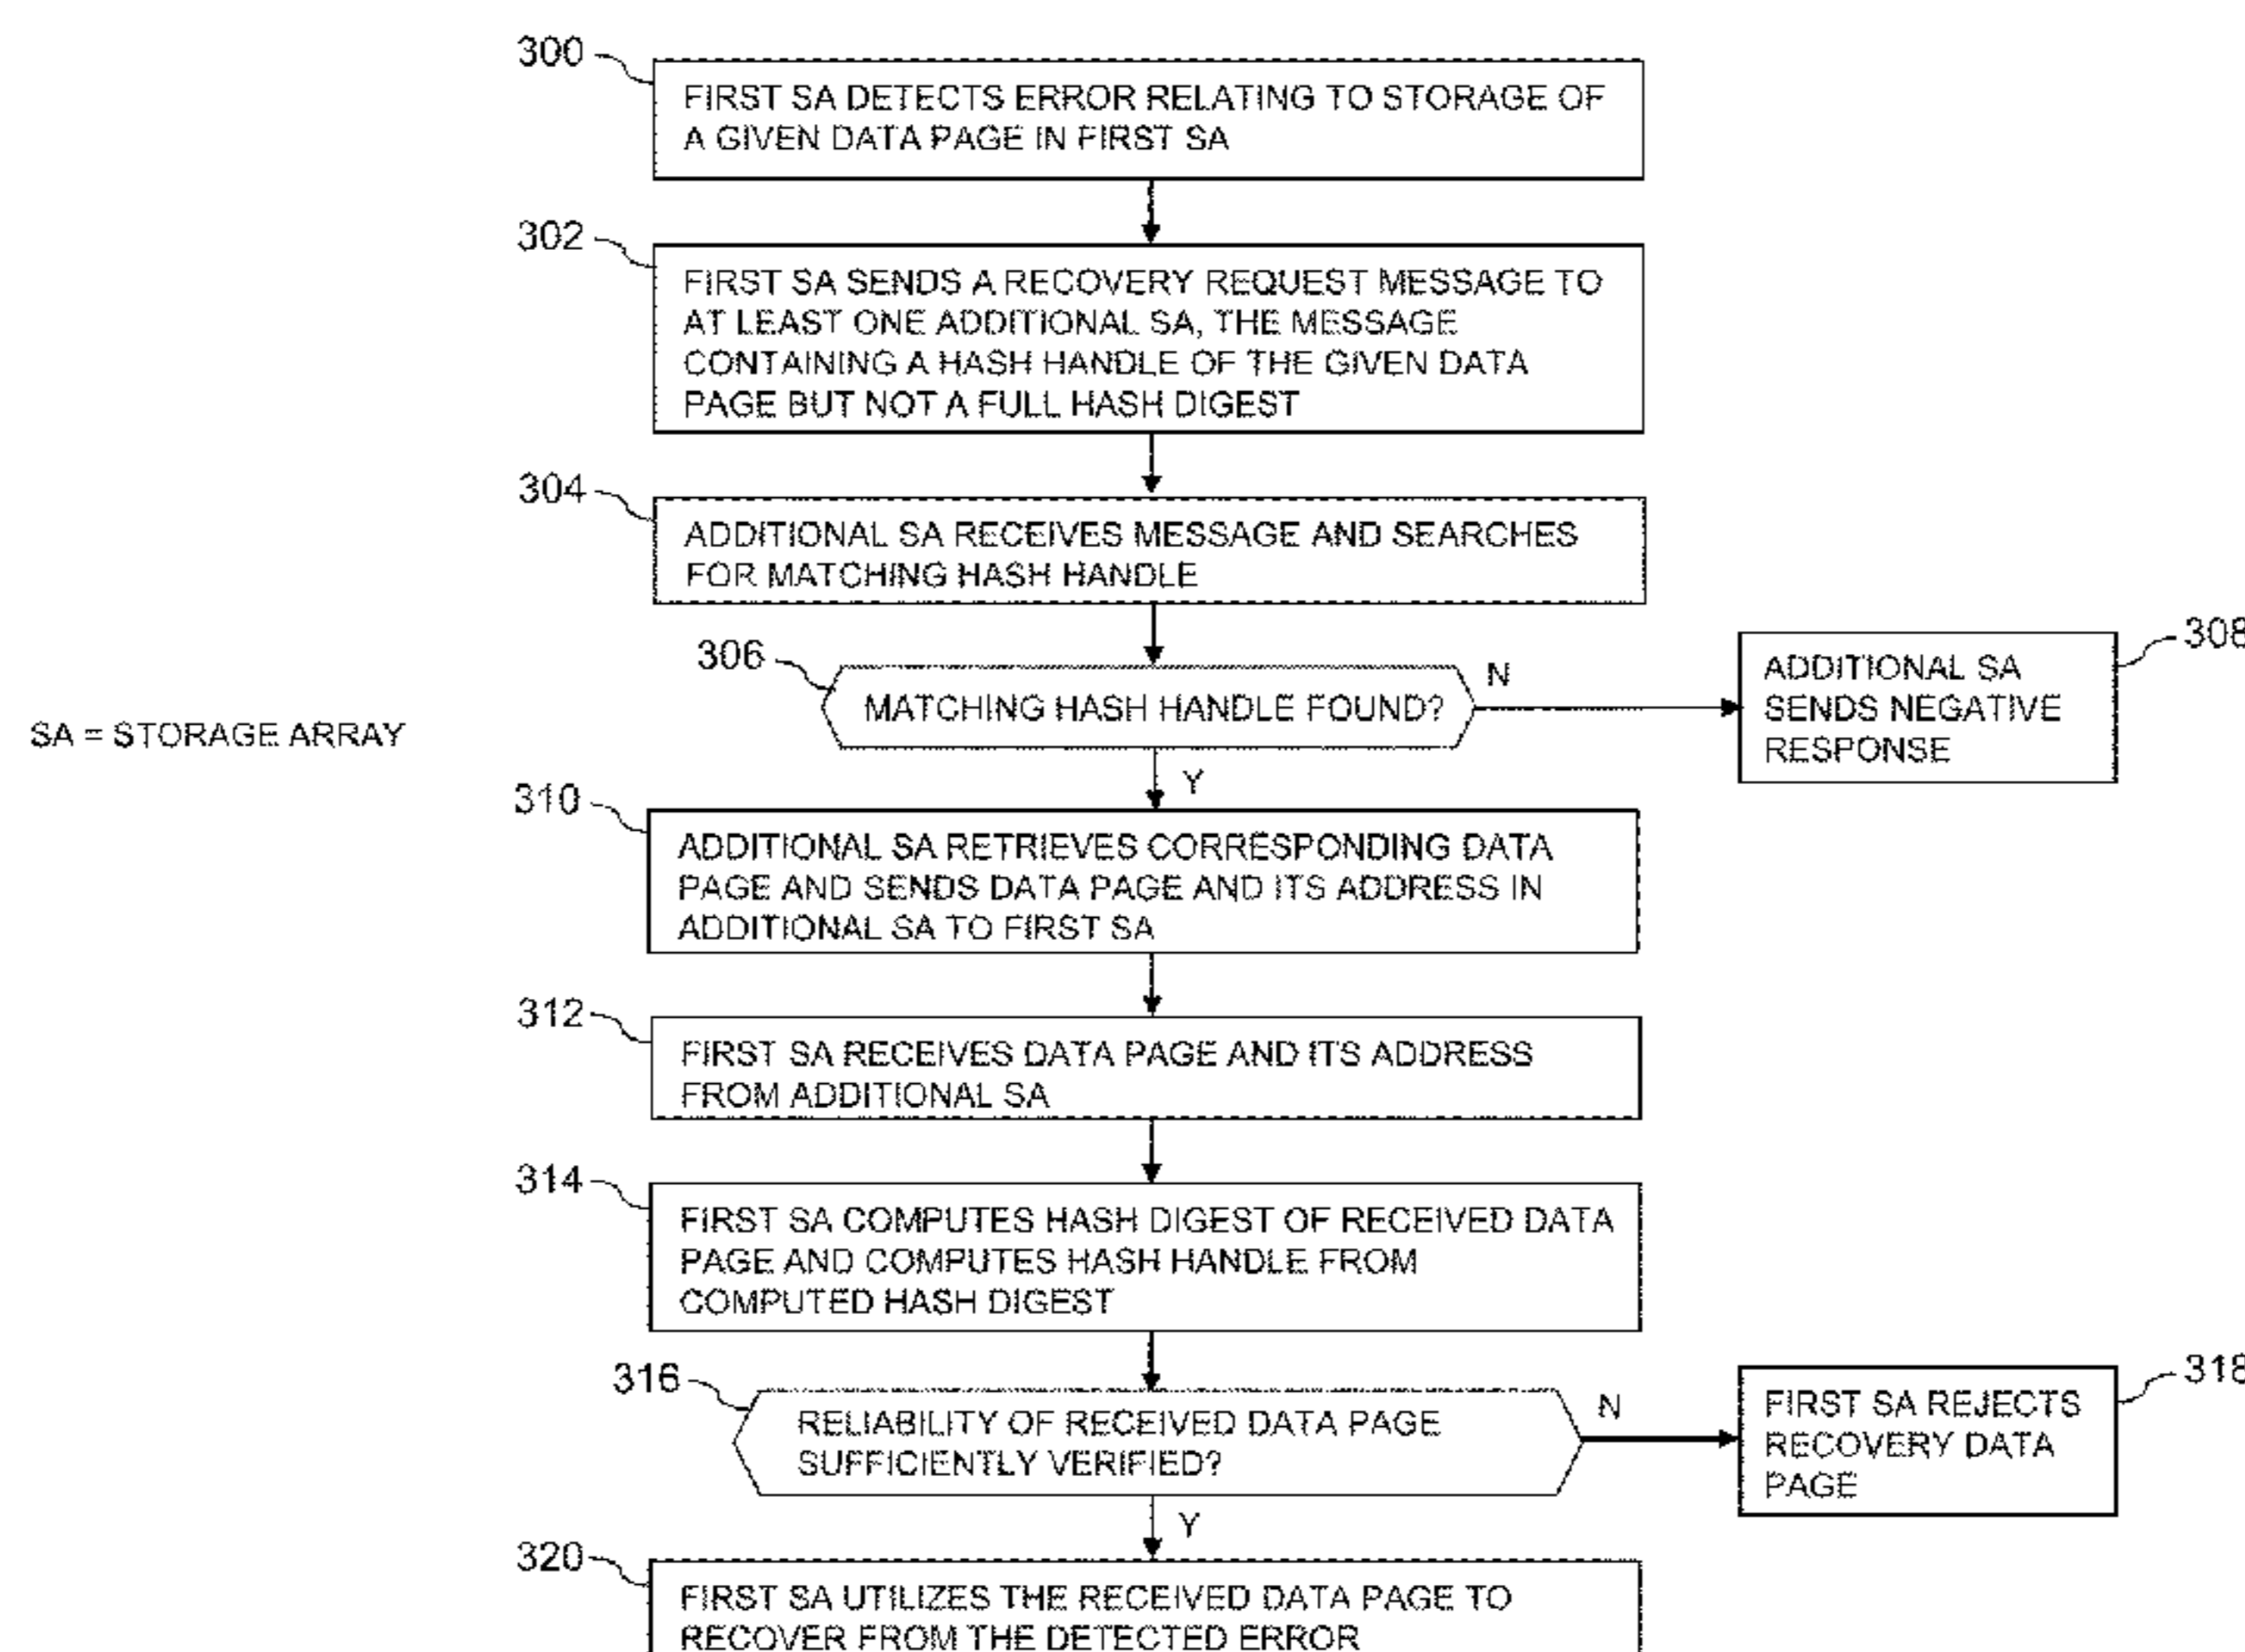 300
FIRST SA DETECTS ERROR RELATING TO STORAGE OF
A GIVEN DATA PAGE IN FIRST SA
302
FIRST SA SENDS A RECOVERY REQUEST MESSAGE TO
AT LEAST ONE ADDITIONAL SA, THE MESSAGE
CONTAINING A HASH HANDLE OF THE GIVEN DATA
PAGE BUT NOT A FULL HASH DIGEST
304
ADDITIONAL SA RECEIVES MESSAGE AND SEARCHES
FOR MATCHING HASH HANDLE
306
MATCHING HASH HANDLE FOUND?
N
308
ADDITIONAL SA
SENDS NEGATIVE
RESPONSE
SA = STORAGE ARRAY
Y
310
ADDITIONAL SA RETRIEVES CORRESPONDING DATA
PAGE AND SENDS DATA PAGE AND ITS ADDRESS IN
ADDITIONAL SA TO FIRST SA
312
FIRST SA RECEIVES DATA PAGE AND ITS ADDRESS
FROM ADDITIONAL SA
314
FIRST SA COMPUTES HASH DIGEST OF RECEIVED DATA
PAGE AND COMPUTES HASH HANDLE FROM
COMPUTED HASH DIGEST
316
RELIABILITY OF RECEIVED DATA PAGE
SUFFICIENTLY VERIFIED?
N
318
FIRST SA REJECTS
RECOVERY DATA
PAGE
Y
320
FIRST SA UTILIZES THE RECEIVED DATA PAGE TO
RECOVER FROM THE DETECTED ERROR